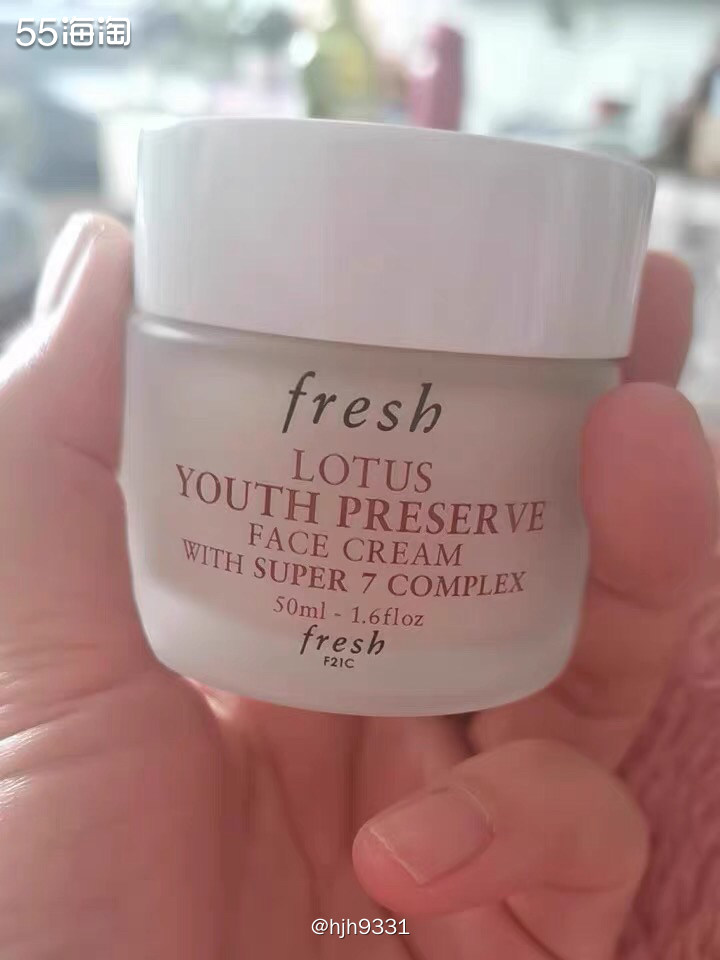 55海淘
fresh
LOTUS
YOUTH PRESERVE
FACE CREAM
WITH SUPER 7 COMPLEX
50ml - 1.6floz
fresh
F21C
@hjh9331